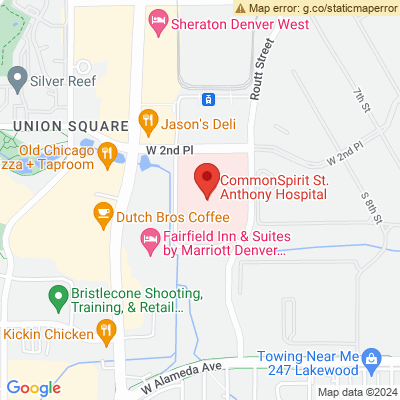 Map error: g.co/staticmaperror
Sheraton Denver West
Routt Street
Silver Reef
7th St
UNION SQUARE
Jason's Deli
W 2nd Pl
W 2nd Pl
Old Chicago
zza + Taproom
CommonSpirit St.
Anthony Hospital
S 8th St
Dutch Bros Coffee
Fairfield Inn & Suites
by Marriott Denver...
Bristlecone Shooting,
Training, & Retail...
Kickin Chicken
Towing Near Me
247 Lakewood
W Alameda Ave
Google
Map data ©2024